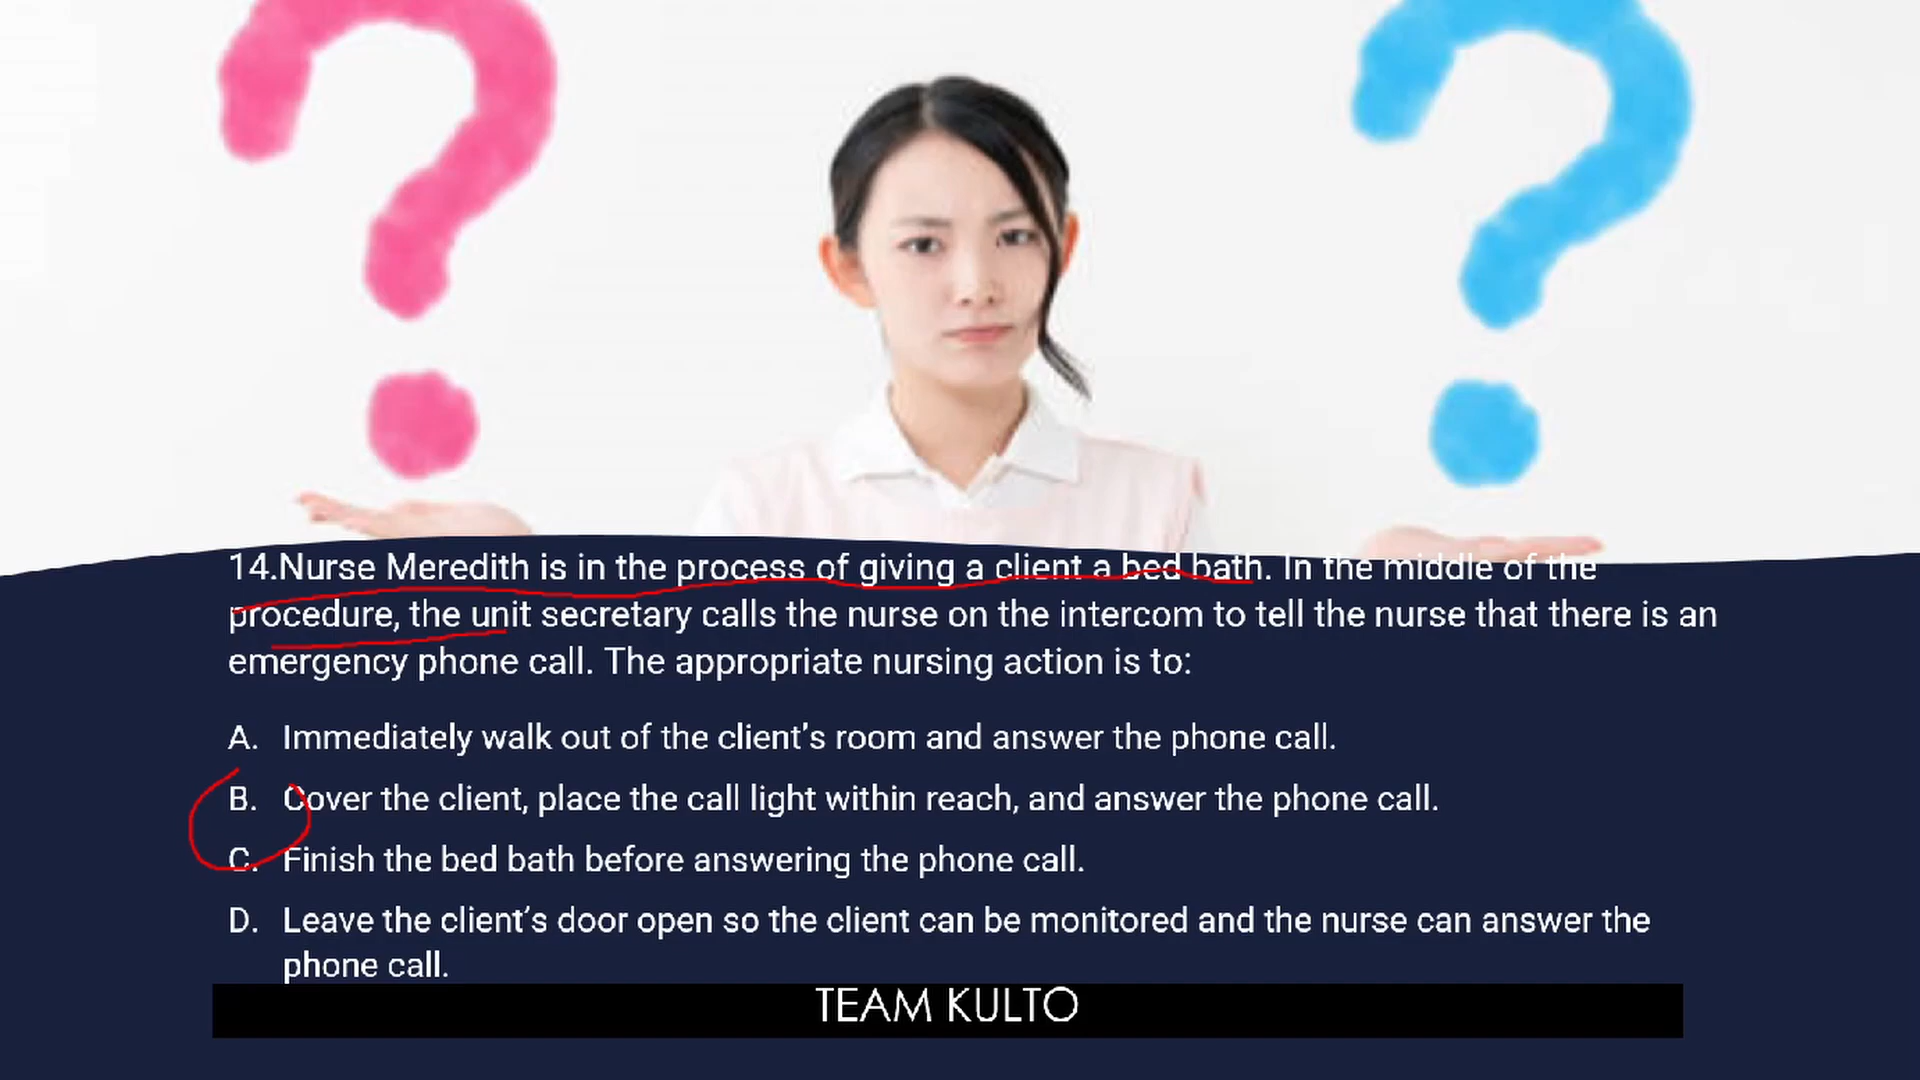 14.Nurse Meredith is in the process of giving a client a bed bath. In the middle of the
procedure, the unit secretary calls the nurse on the intercom to tell the nurse that there is an
emergency phone call. The appropriate nursing action is to:
A. Immediately walk out of the client’s room and answer the phone call.
B. Cover the client, place the call light within reach, and answer the phone call.
C. Finish the bed bath before answering the phone call.
D. Leave the client’s door open so the client can be monitored and the nurse can answer the
phone call.
TEAM KULTO